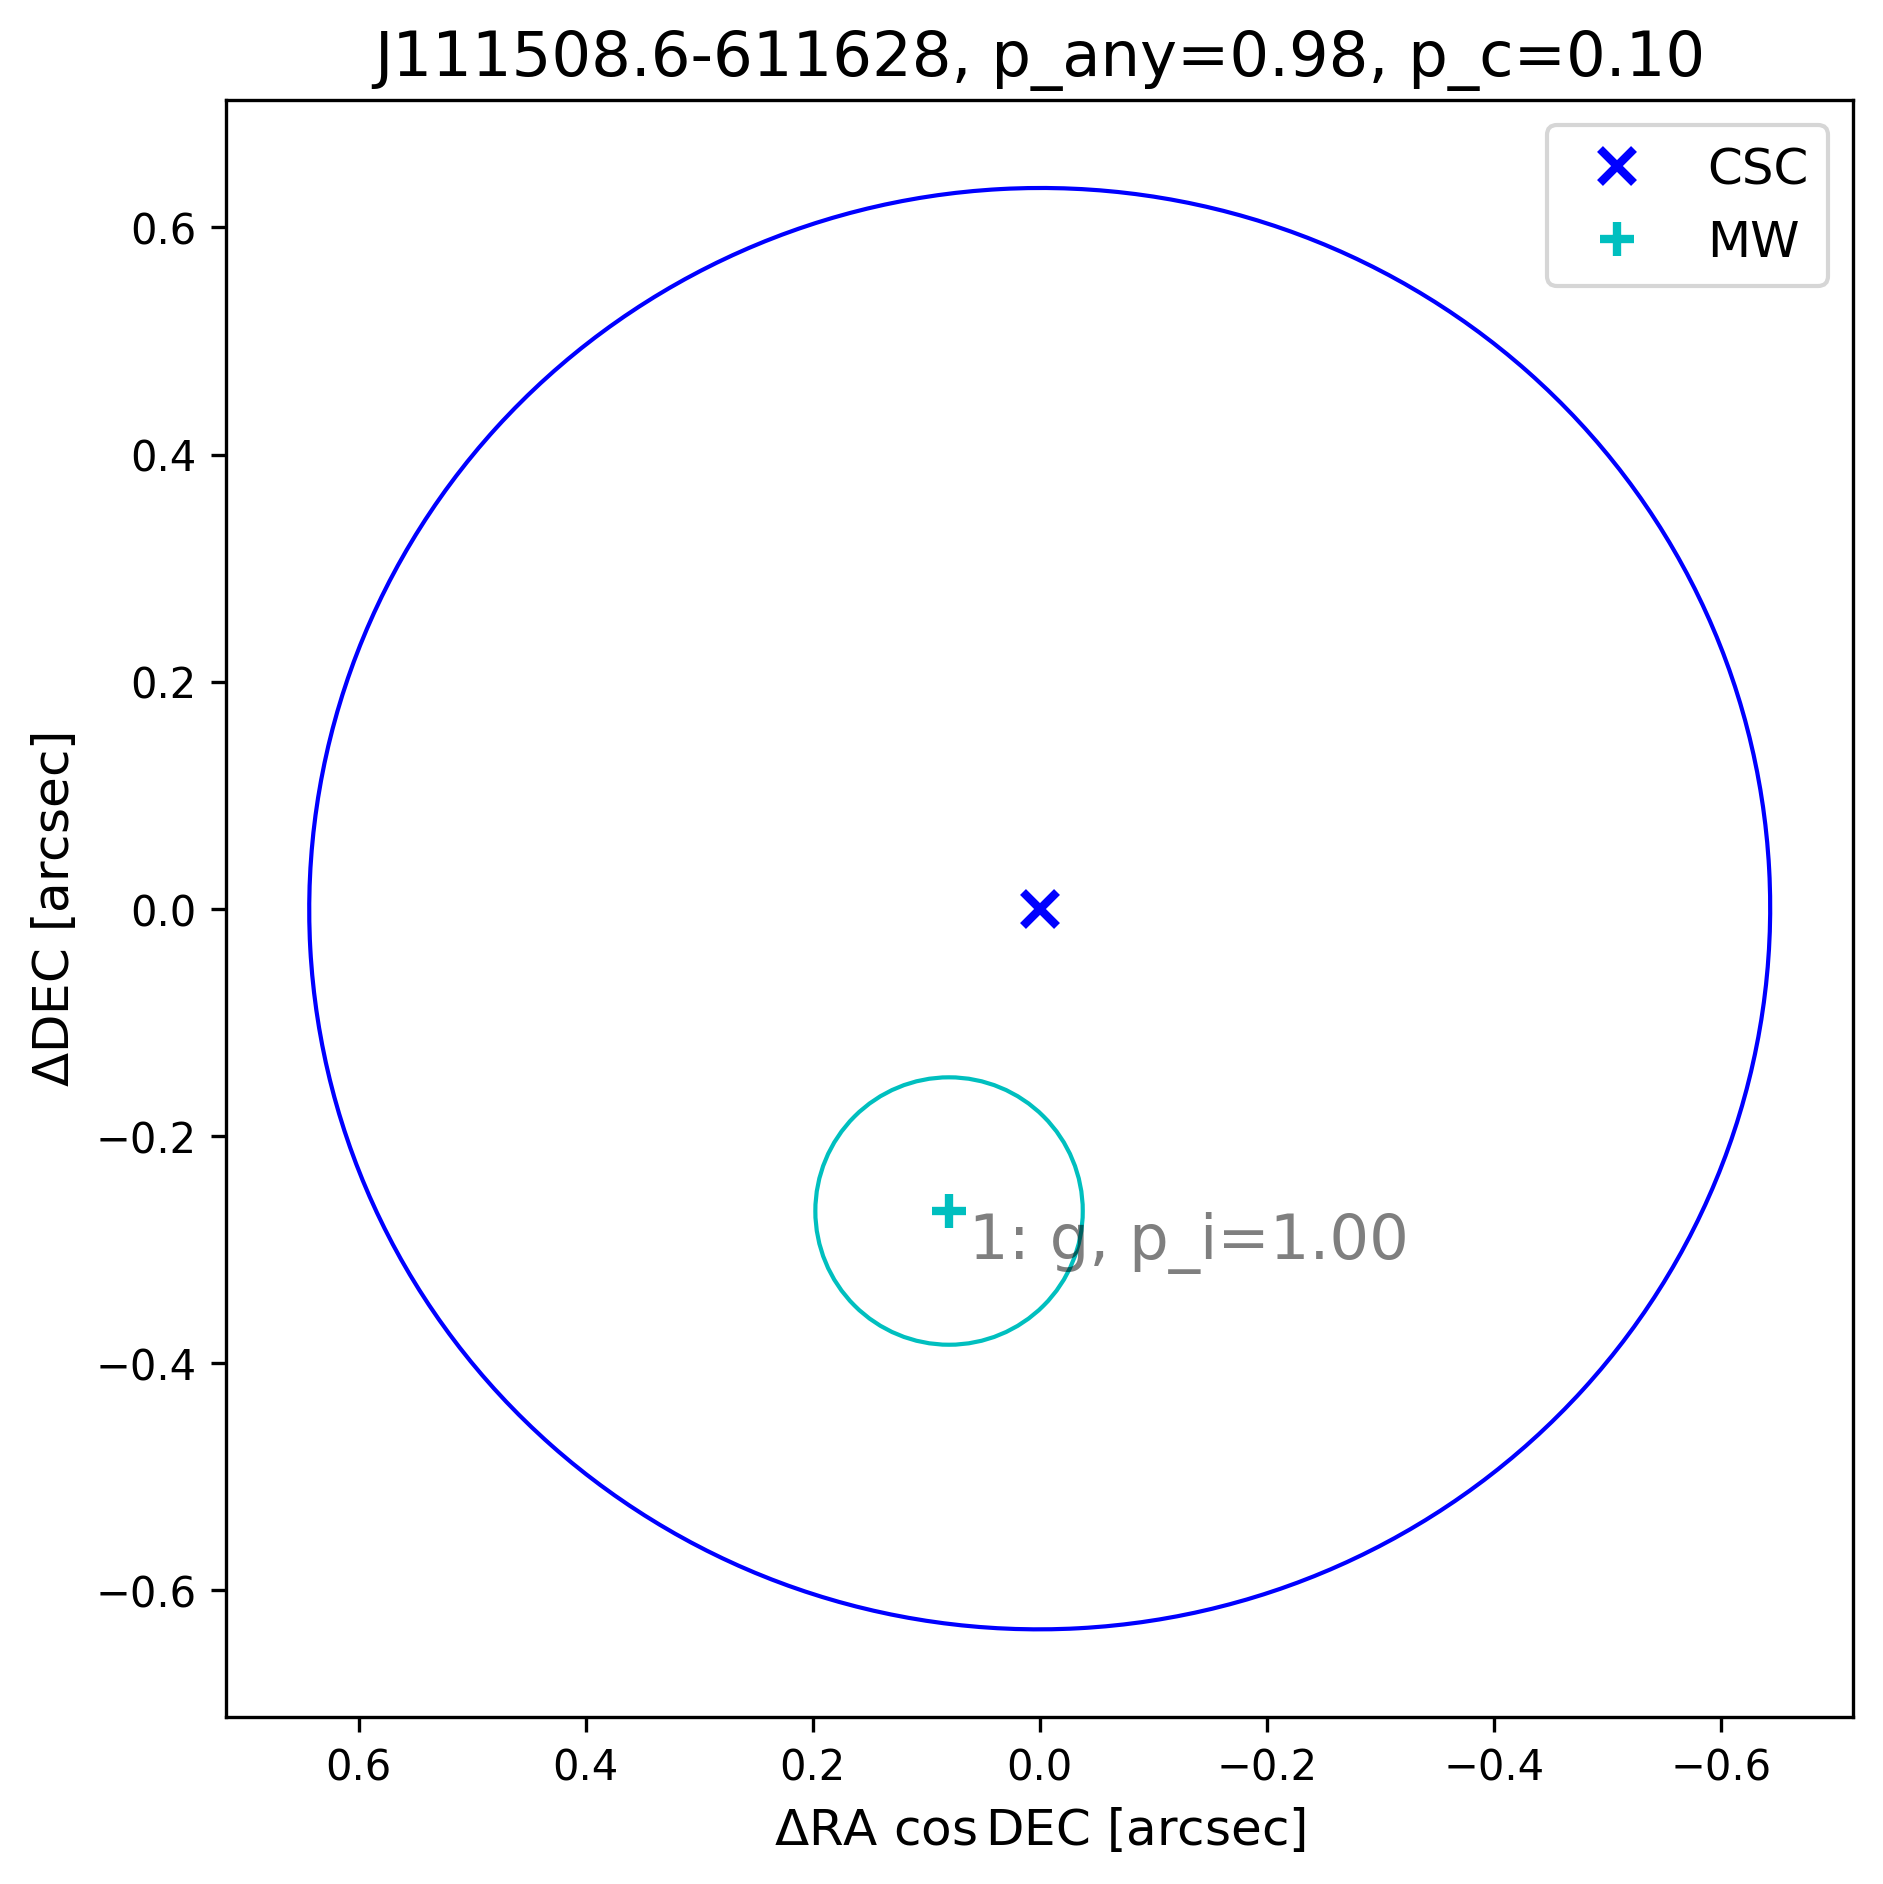 J111508.6-611628, p_any=0.98, p_c=0.10
CSC
MW
0.6
0.4
0.2
0.0
−0.2
−0.4
−0.6
ΔDEC [arcsec]
1: g, p_i=1.00
0.6 0.4 0.2 0.0 −0.2 −0.4 −0.6
ΔRA cos DEC [arcsec]